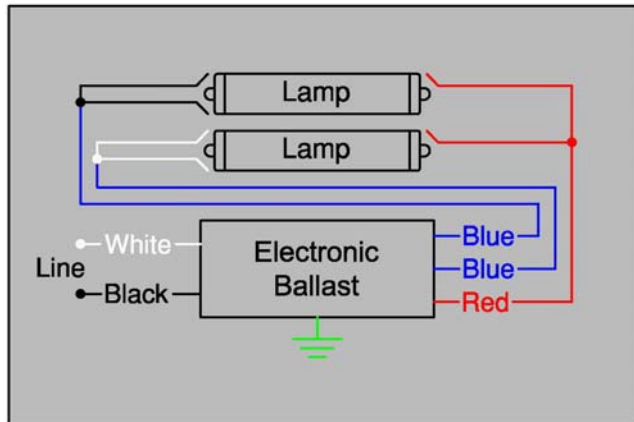 Lamp
Lamp
White
Electronic
Ballast
Blue
Line
Blue
Black
Red